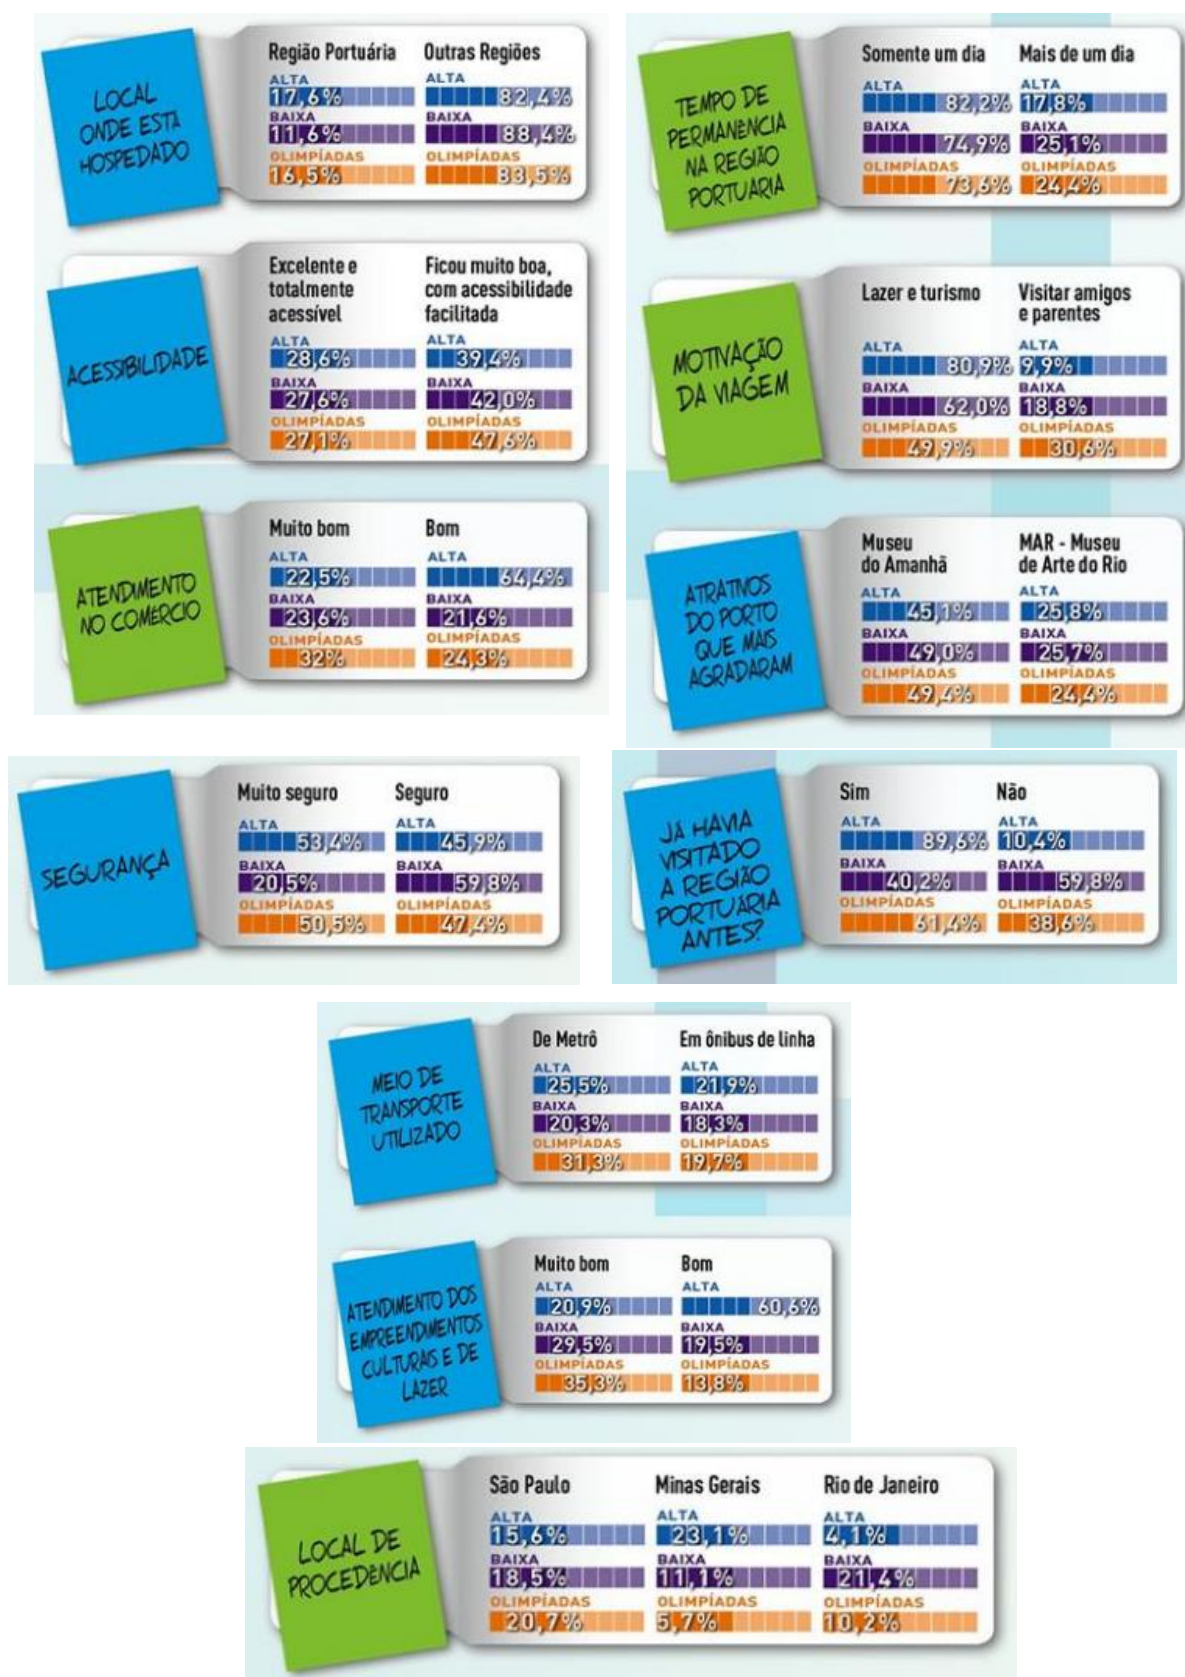 LOCAL
ONDE ESTÁ
HOSPEDADO
Região Portuária
ALTA
17,6%
BAIXA
11,6%
OLIMPÍADAS
16,5%
Outras Regiões
ALTA
82,4%
BAIXA
88,4%
OLIMPÍADAS
83,5%
TEMPO DE
PERMANÊNCIA
NA REGIÃO
PORTUÁRIA
Somente um dia
ALTA
82,2%
BAIXA
74,9%
OLIMPÍADAS
73,6%
Mais de um dia
ALTA
17,8%
BAIXA
25,1%
OLIMPÍADAS
24,4%
ACESSIBILIDADE
Excelente e
totalmente
acessível
ALTA
28,6%
BAIXA
27,6%
OLIMPÍADAS
27,1%
Ficou muito boa,
com acessibilidade
facilitada
ALTA
39,4%
BAIXA
42,0%
OLIMPÍADAS
47,6%
MOTIVAÇÃO
DA VIAGEM
Lazer e turismo
ALTA
80,9%
BAIXA
62,0%
OLIMPÍADAS
49,9%
Visitar amigos
e parentes
ALTA
9,9%
BAIXA
18,8%
OLIMPÍADAS
30,6%
ATENDIMENTO
NO COMÉRCIO
Muito bom
ALTA
22,5%
BAIXA
23,6%
OLIMPÍADAS
32%
Bom
ALTA
64,4%
BAIXA
21,6%
OLIMPÍADAS
24,3%
ATRATIVOS
DO PORTO
QUE MAIS
AGRADARAM
Museu
do Amanhã
ALTA
45,1%
BAIXA
49,0%
OLIMPÍADAS
49,4%
MAR - Museu
de Arte do Rio
ALTA
25,8%
BAIXA
25,7%
OLIMPÍADAS
24,4%
SEGURANÇA
Muito seguro
ALTA
53,4%
BAIXA
20,5%
OLIMPÍADAS
50,5%
Seguro
ALTA
45,9%
BAIXA
59,8%
OLIMPÍADAS
47,4%
JÁ HAVIA
VISITADO
A REGIÃO
PORTUÁRIA
ANTES?
Sim
ALTA
89,6%
BAIXA
40,2%
OLIMPÍADAS
61,4%
Não
ALTA
10,4%
BAIXA
59,8%
OLIMPÍADAS
38,6%
MEIO DE
TRANSPORTE
UTILIZADO
De Metrô
ALTA
25,5%
BAIXA
20,3%
OLIMPÍADAS
31,3%
Em ônibus de linha
ALTA
21,9%
BAIXA
18,3%
OLIMPÍADAS
19,7%
ATENDIMENTO DOS
EMPREENDIMENTOS
CULTURAIS E DE
LAZER
Muito bom
ALTA
20,9%
BAIXA
29,5%
OLIMPÍADAS
35,3%
Bom
ALTA
60,6%
BAIXA
19,5%
OLIMPÍADAS
13,8%
LOCAL DE
PROCEDÊNCIA
São Paulo
ALTA
15,6%
BAIXA
18,5%
OLIMPÍADAS
20,7%
Minas Gerais
ALTA
23,1%
BAIXA
11,1%
OLIMPÍADAS
5,7%
Rio de Janeiro
ALTA
4,1%
BAIXA
21,4%
OLIMPÍADAS
10,2%